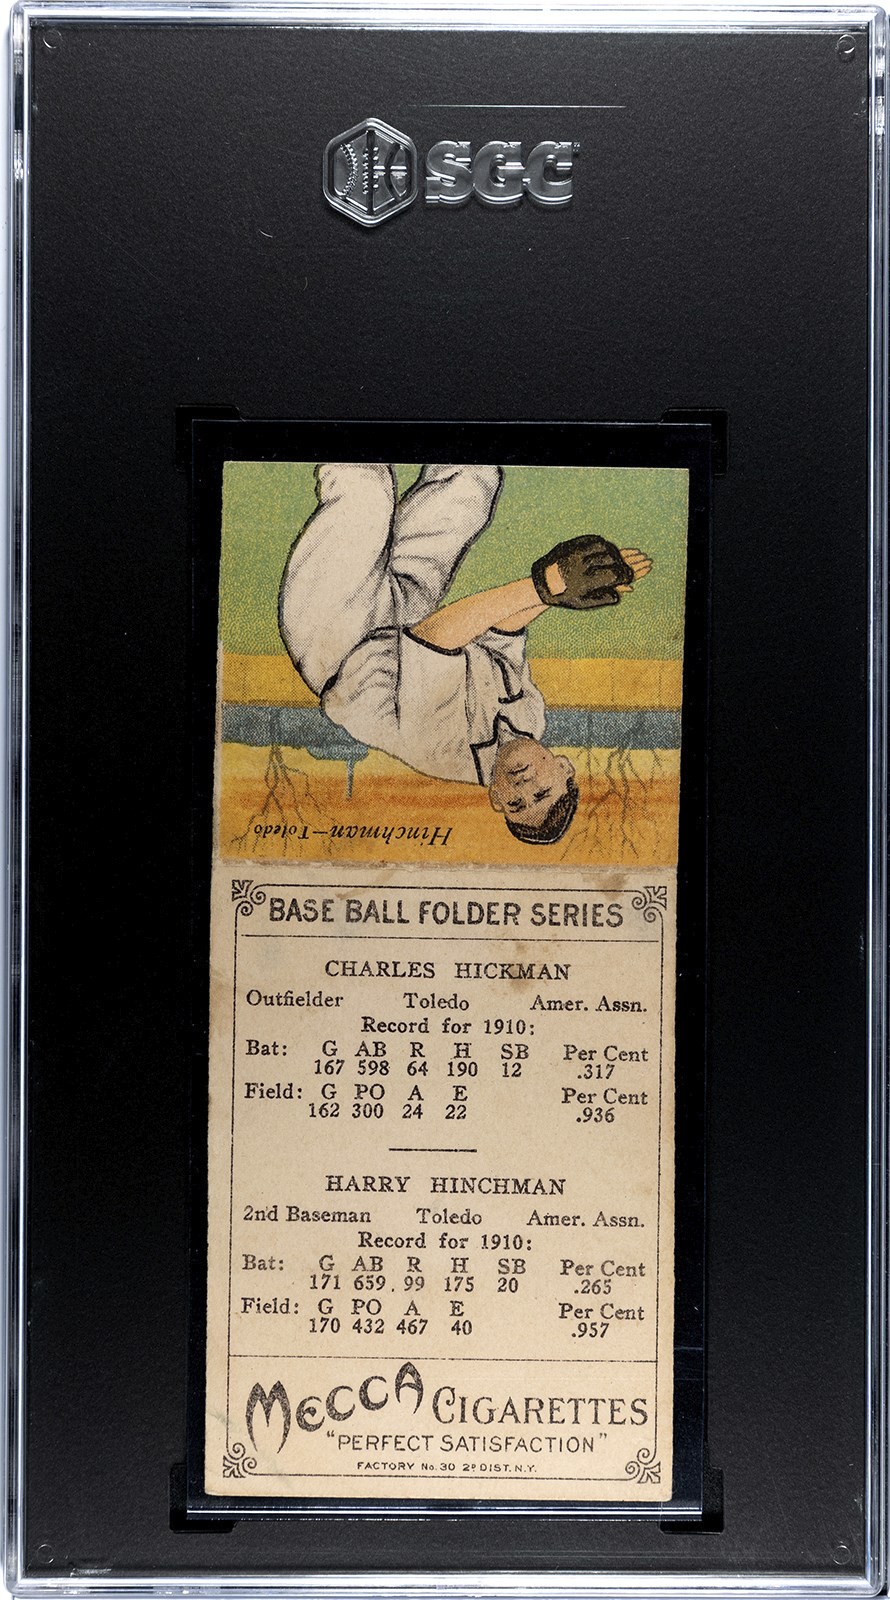 SGC
Hinchman—Toledo
BASE BALL FOLDER SERIES
CHARLES HICKMAN
Outfielder Toledo Amer. Assn.
Record for 1910:
Bat: G AB R H SB Per Cent
167 598 64 190 12 .317
Field: G PO A E Per Cent
162 300 24 22 .936
HARRY HINCHMAN
2nd Baseman Toledo Amer. Assn.
Record for 1910:
Bat: G AB R H SB Per Cent
171 659 99 175 20 .265
Field: G PO A E Per Cent
170 432 467 40 .957
MECCA CIGARETTES
"PERFECT SATISFACTION"
FACTORY No. 30 2D DIST. N.Y.